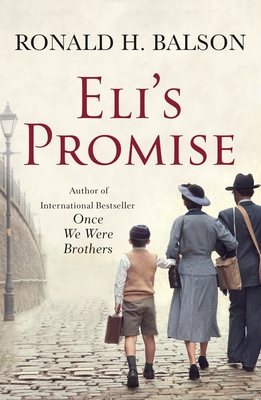 RONALD H. BALSON
ELI’S
PROMISE
Author of
International Bestseller
Once
We Were
Brothers